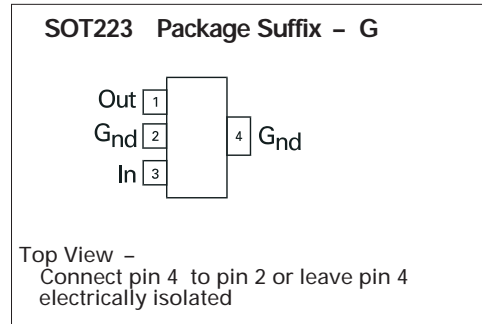 SOT223 Package Suffix – G
Out 1
Gnd 2
In 3
4 Gnd
Top View –
Connect pin 4 to pin 2 or leave pin 4
electrically isolated